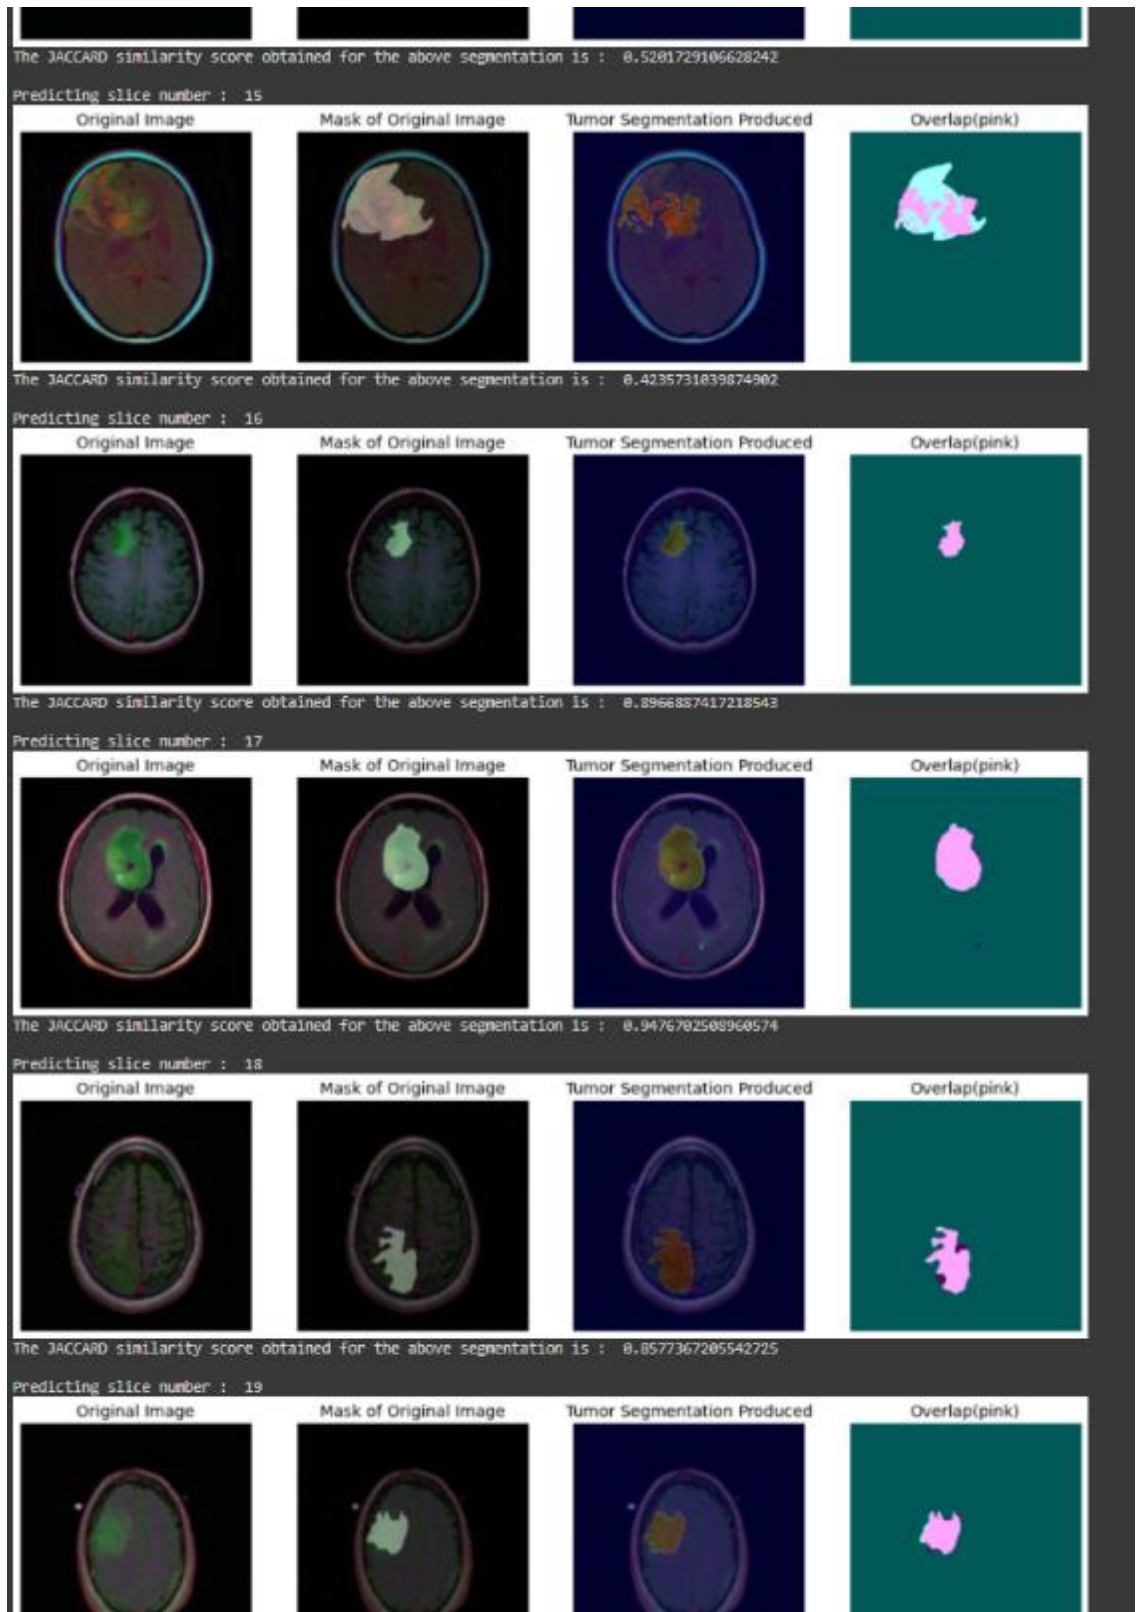 The JACCARD similarity score obtained for the above segmentation is : 0.5201729106628242
Predicting slice number : 15
Original Image Mask of Original Image Tumor Segmentation Produced Overlap(pink)
The JACCARD similarity score obtained for the above segmentation is : 0.4235731039874902
Predicting slice number : 16
Original Image Mask of Original Image Tumor Segmentation Produced Overlap(pink)
The JACCARD similarity score obtained for the above segmentation is : 0.8966887417218543
Predicting slice number : 17
Original Image Mask of Original Image Tumor Segmentation Produced Overlap(pink)
The JACCARD similarity score obtained for the above segmentation is : 0.9476702508960574
Predicting slice number : 18
Original Image Mask of Original Image Tumor Segmentation Produced Overlap(pink)
The JACCARD similarity score obtained for the above segmentation is : 0.8577367205542725
Predicting slice number : 19
Original Image Mask of Original Image Tumor Segmentation Produced Overlap(pink)